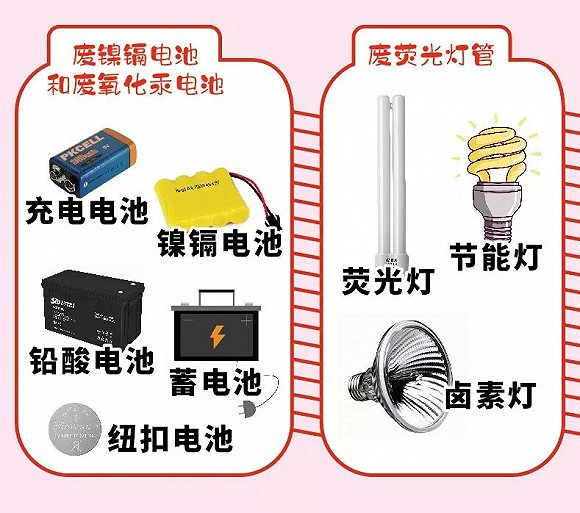 废镍镉电池
和废氧化汞电池
PKCELL
充电电池
镍镉电池
铅酸电池
蓄电池
纽扣电池
废荧光灯管
荧光灯
节能灯
卤素灯